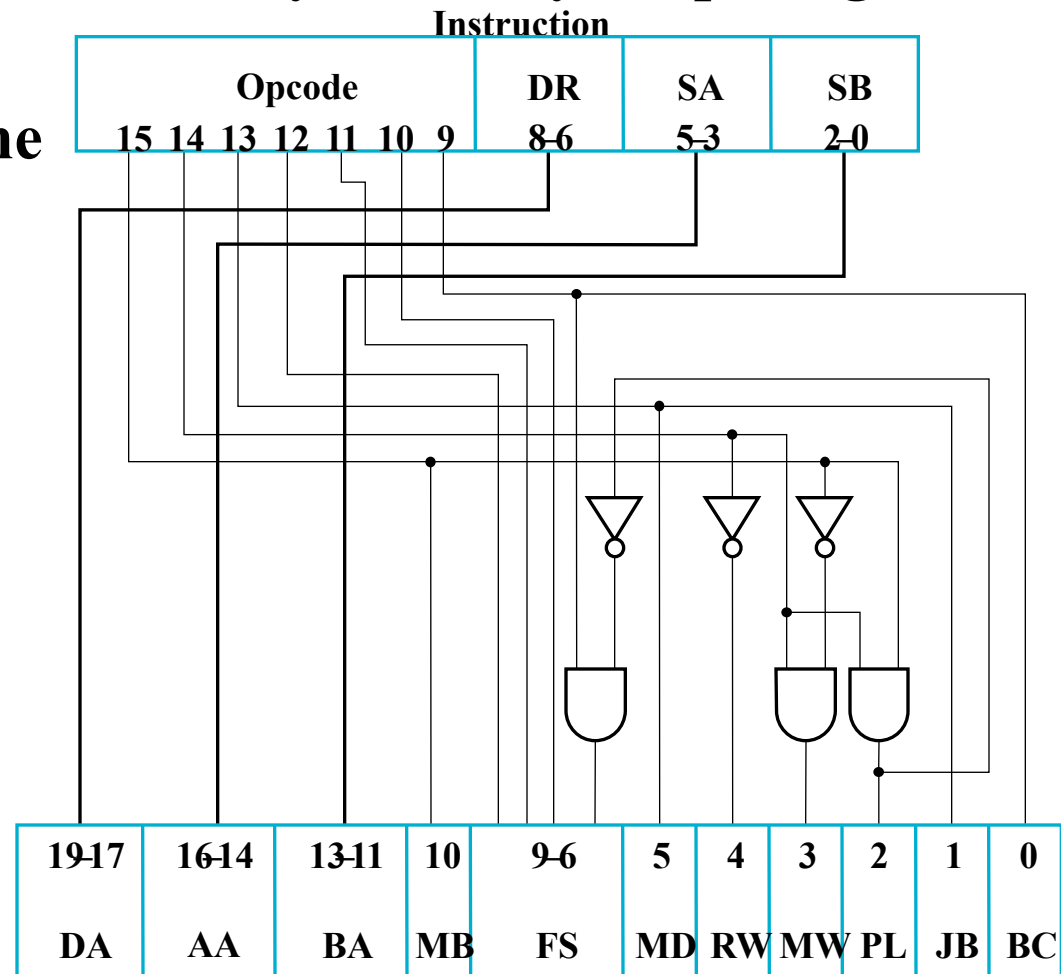 Instruction
Opcode DR SA SB
ne
15 14 13 12 11 10 9 8–6 5–3 2–0
19–17 16–14 13–11 10 9–6 5 4 3 2 1 0
DA AA BA MB FS MD RW MW PL JB BC